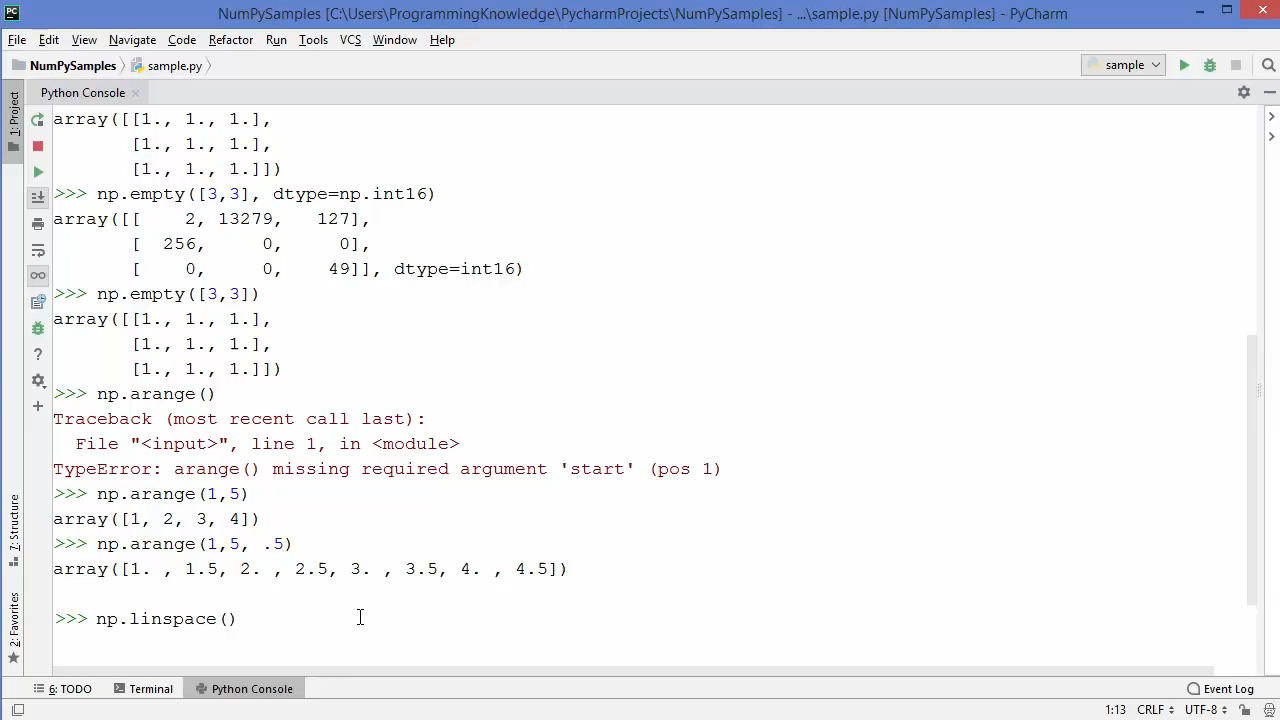 PC
NumPySamples [C:\Users\ProgrammingKnowledge\PycharmProjects\NumPySamples] - ...\sample.py [NumPySamples] - PyCharm
File Edit View Navigate Code Refactor Run Tools VCS Window Help
NumPySamples sample.py sample
1: Project
Python Console
array([[1., 1., 1.],
       [1., 1., 1.],
       [1., 1., 1.]])
>>> np.empty([3,3], dtype=np.int16)
array([[    2, 13279,   127],
       [  256,     0,     0],
       [    0,     0,    49]], dtype=int16)
>>> np.empty([3,3])
array([[1., 1., 1.],
       [1., 1., 1.],
       [1., 1., 1.]])
>>> np.arange()
Traceback (most recent call last):
  File "<input>", line 1, in <module>
TypeError: arange() missing required argument 'start' (pos 1)
>>> np.arange(1,5)
array([1, 2, 3, 4])
>>> np.arange(1,5, .5)
array([1. , 1.5, 2. , 2.5, 3. , 3.5, 4. , 4.5])
>>> np.linspace()
7: Structure
2: Favorites
6: TODO Terminal Python Console Event Log
1:13 CRLF UTF-8